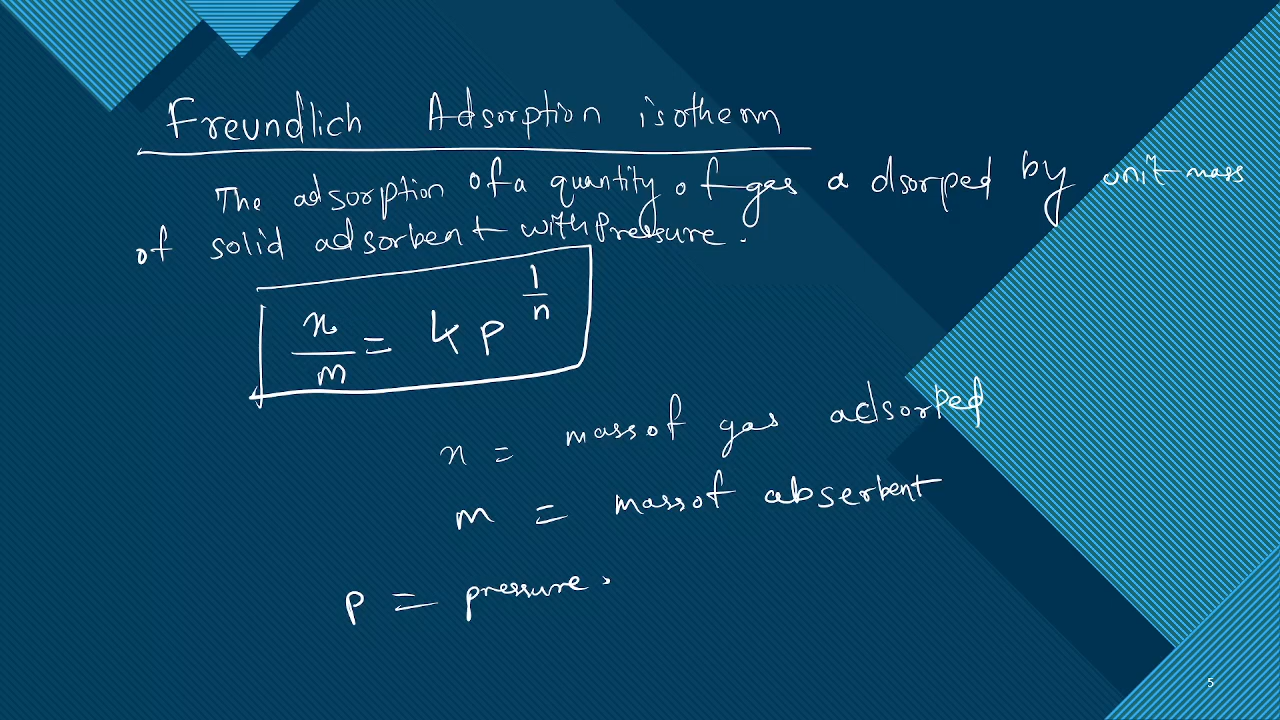 Freundlich Adsorption isotherm
The adsorption of a quantity of gas adsorped by unit mass
of solid adsorbent with Pressure.
x/m = k p^1/n
x = mass of gas adsorped
m = mass of abserbent
p = pressure.
5